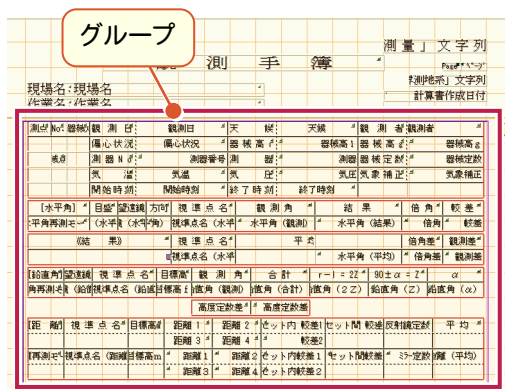 グループ
測量」文字列
測 手 簿
Page
測地系」文字列
現場名:現場名
計算書作成日付
作業名:作業名
測点 No. 器械 観 測 日: 観測日 天 候: 天候 観 測 者 観測者
偏心状況: 偏心状況 器 械 高 器械高1 器 械 高 器械高g
測 器 No. 測器番号 測 器 測器 器械定数 器械定数
気 温 気温 気 圧: 気圧 気象補正 気象補正
開始時刻: 開始時刻 終了時刻: 終了時刻
[水平角] 目盛 望遠鏡 方向 視 準 点 名 観 測 角 結 果 倍 角 較 差
水平角再測モー (水平 (水平 視準点名(水平 水平角(観測) 水平角(結果) 倍角 較差
《結 果》 視 準 点 名 平 均 倍角差 観測差
視準点名(水平 水平角(平均) 倍角差 観測差
[鉛直角] 望遠鏡 視 準 点 名 目標高 観 測 角 合 計 r-l=2Z 90±α=Z α
角再測 (鉛直 視準点名(鉛直 目標高f 鉛直角(観測) 鉛直角(合計) 鉛直角(2Z) 鉛直角(Z) 鉛直角(α)
高度定数差 高度定数差
[距 離] 視 準 点 名 目標高 距離1 距離2 セット内 較差1 セット間 較差 反射鏡定数 平 均
距離3 距離4 較差2
再測モ 視準点名(距離 目標高m 距離1 距離2 セット内較差1 セット間較差 ミラー定数 距離(平均)
距離3 距離4 セット内較差2